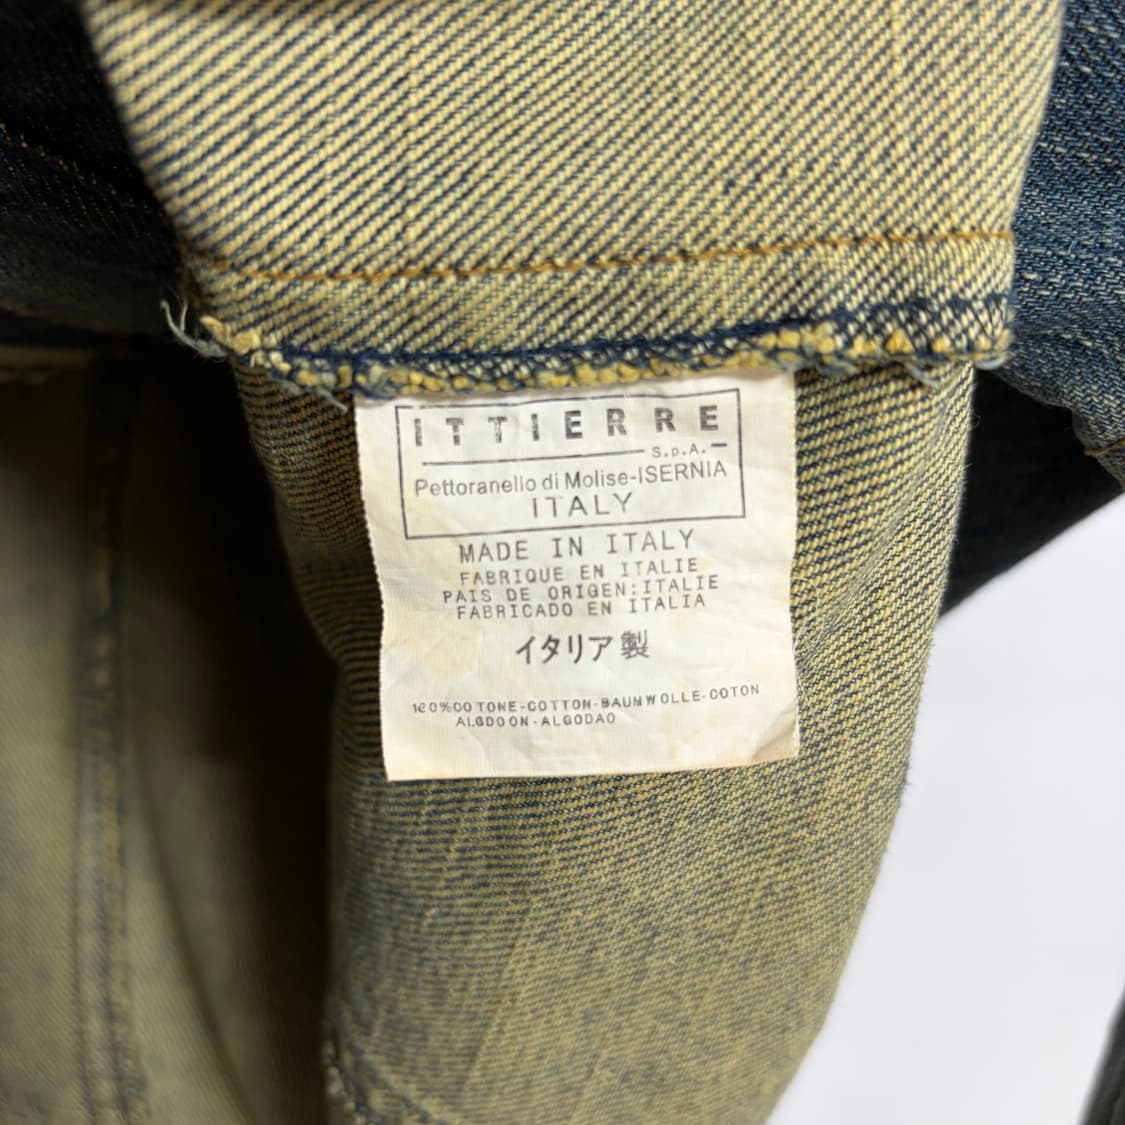 ITTIERRE
S.p.A.
Pettoranello di Molise-ISERNIA
ITALY
MADE IN ITALY
FABRIQUE EN ITALIE
PAIS DE ORIGEN:ITALIE
FABRICADO EN ITALIA
イタリア製
100%COTONE-COTTON-BAUMWOLLE-COTON
ALGDOON-ALGODAO